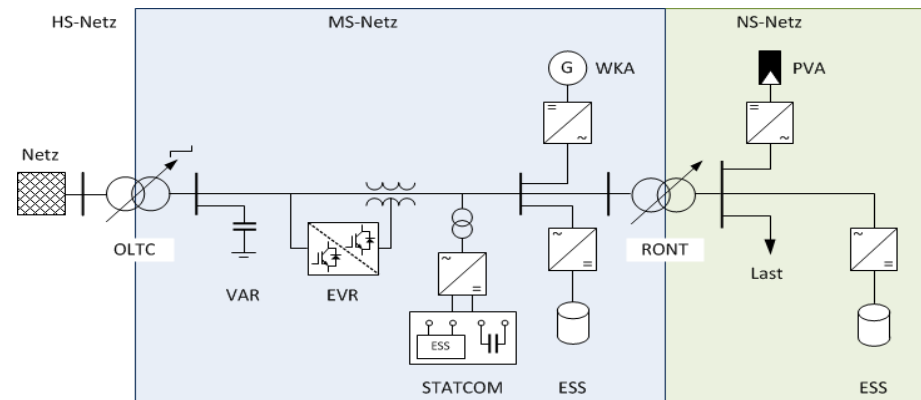 HS-Netz
MS-Netz
NS-Netz
G
WKA
PVA
=
~
=
~
Netz
OLTC
RONT
VAR
EVR
~
=
~
=
Last
~
=
ESS
STATCOM
ESS
ESS